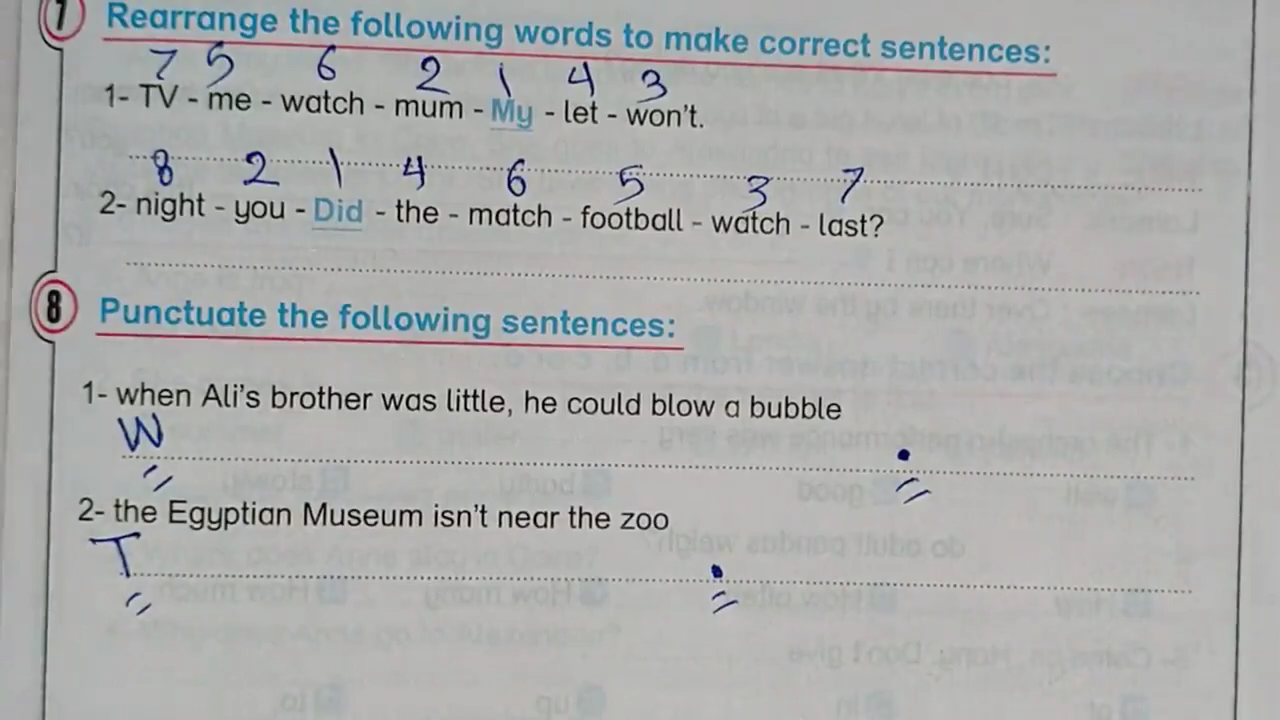 7 Rearrange the following words to make correct sentences:
7 5 6 2 1 4 3
1- TV - me - watch - mum - My - let - won't.
8 2 1 4 6 5 3 7
2- night - you - Did - the - match - football - watch - last?
8 Punctuate the following sentences:
1- when Ali's brother was little, he could blow a bubble
W .
2- the Egyptian Museum isn't near the zoo
T .